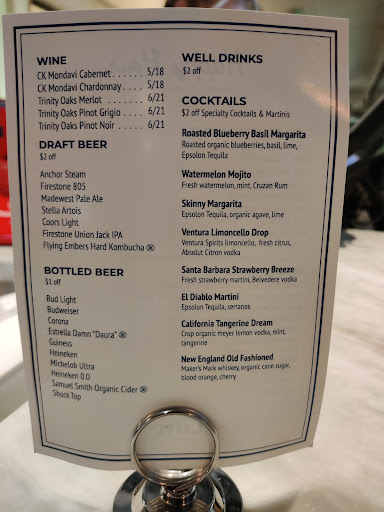 WINE
CK Mondavi Cabernet . . . . . . 5/18
CK Mondavi Chardonnay . . . . 5/18
Trinity Oaks Merlot . . . . . . . 6/21
Trinity Oaks Pinot Grigio . . . . 6/21
Trinity Oaks Pinot Noir . . . . . 6/21
DRAFT BEER
$2 off
Anchor Steam
Firestone 805
Madewest Pale Ale
Stella Artois
Coors Light
Firestone Union Jack IPA
Flying Embers Hard Kombucha
BOTTLED BEER
$1 off
Bud Light
Budweiser
Corona
Estrella Damn "Daura"
Guiness
Heineken
Michelob Ultra
Heineken 0.0
Samuel Smith Organic Cider
Shock Top
WELL DRINKS
$2 off
COCKTAILS
$2 off Specialty Cocktails & Martinis
Roasted Blueberry Basil Margarita
Roasted organic blueberries, basil, lime,
Epsolon Tequila
Watermelon Mojito
Fresh watermelon, mint, Cruzan Rum
Skinny Margarita
Epsolon Tequila, organic agave, lime
Ventura Limoncello Drop
Ventura Spirits limoncello, fresh citrus,
Absolut Citron vodka
Santa Barbara Strawberry Breeze
Fresh strawberry martini, Belvedere vodka
El Diablo Martini
Epsolon Tequila, serranos
California Tangerine Dream
Crop organic meyer lemon vodka, mint,
tangerine
New England Old Fashioned
Maker's Mark whiskey, organic cane sugar,
blood orange, cherry